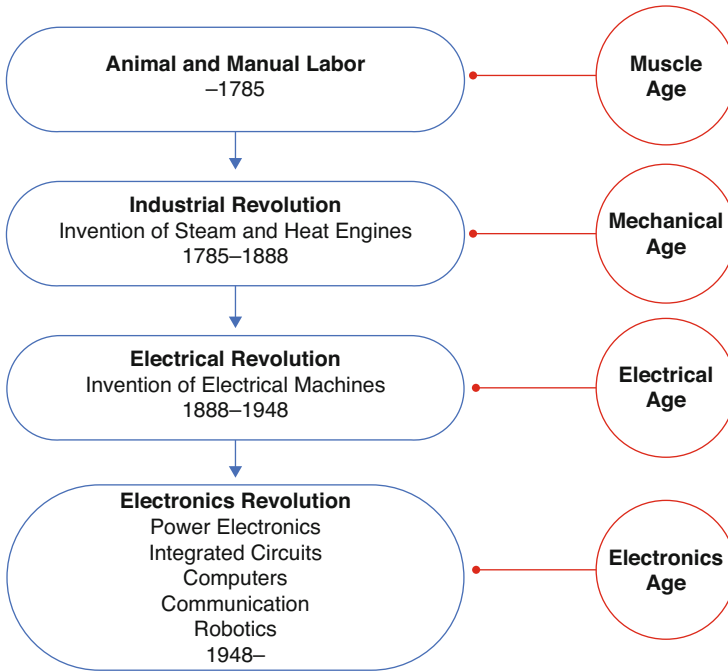 Animal and Manual Labor
–1785
Muscle
Age
Industrial Revolution
Invention of Steam and Heat Engines
1785–1888
Mechanical
Age
Electrical Revolution
Invention of Electrical Machines
1888–1948
Electrical
Age
Electronics Revolution
Power Electronics
Integrated Circuits
Computers
Communication
Robotics
1948–
Electronics
Age